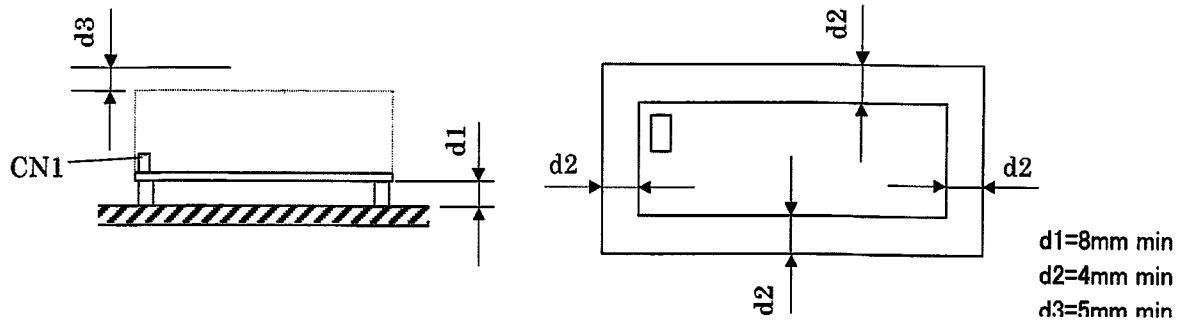 d3
CN1
d1
d2
d2
d2
d2
d1=8mm min
d2=4mm min
d3=5mm min